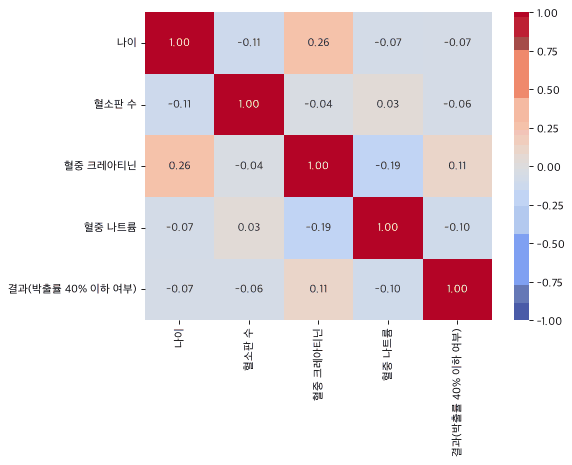 나이 1.00 -0.11 0.26 -0.07 -0.07
혈소판 수 -0.11 1.00 -0.04 0.03 -0.06
혈중 크레아티닌 0.26 -0.04 1.00 -0.19 0.11
혈중 나트륨 -0.07 0.03 -0.19 1.00 -0.10
결과(박출률 40% 이하 여부) -0.07 -0.06 0.11 -0.10 1.00
나이
혈소판 수
혈중 크레아티닌
혈중 나트륨
결과(박출률 40% 이하 여부)
1.00
0.75
0.50
0.25
0.00
-0.25
-0.50
-0.75
-1.00